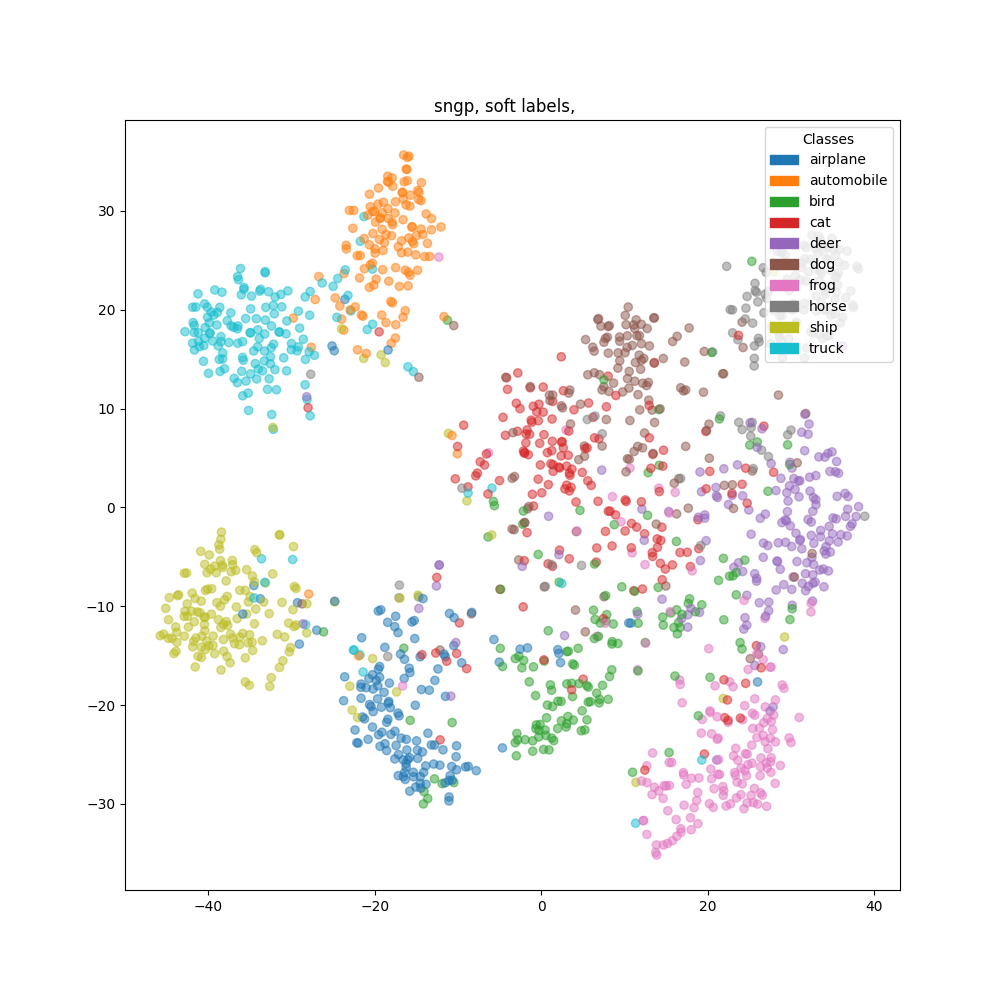 sngp, soft labels,
Classes
airplane
automobile
bird
cat
deer
dog
frog
horse
ship
truck
30
20
10
0
−10
−20
−30
−40
−20
0
20
40